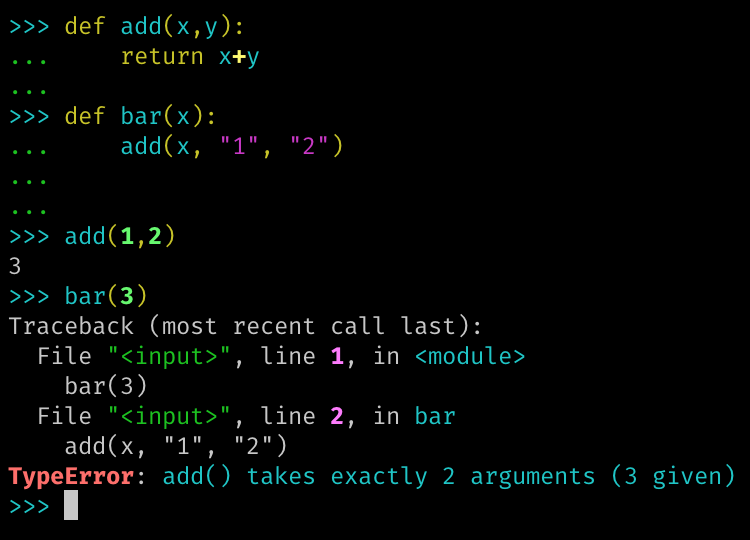 >>> def add(x,y):
...     return x+y
...
>>> def bar(x):
...     add(x, "1", "2")
...
...
>>> add(1,2)
3
>>> bar(3)
Traceback (most recent call last):
  File "<input>", line 1, in <module>
    bar(3)
  File "<input>", line 2, in bar
    add(x, "1", "2")
TypeError: add() takes exactly 2 arguments (3 given)
>>>